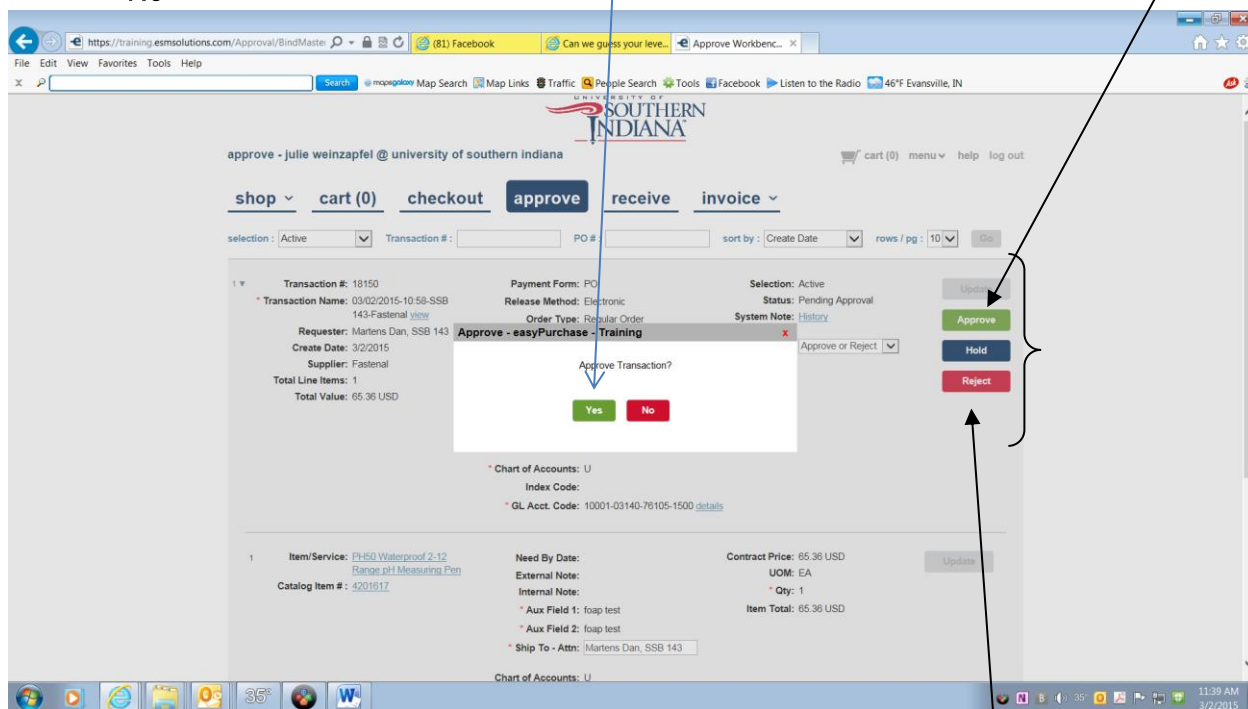 https://training.esmsolutions.com/Approval/BindMaste
(81) Facebook
Can we guess your leve...
Approve Workbenc...
File Edit View Favorites Tools Help
x
Search mapsgalaxy Map Search Map Links Traffic People Search Tools Facebook Listen to the Radio 46°F Evansville, IN
UNIVERSITY OF
SOUTHERN
INDIANA
approve - julie weinzapfel @ university of southern indiana
cart (0) menu help log out
shop cart (0) checkout approve receive invoice
selection : Active Transaction # : PO # : sort by : Create Date rows / pg : 10 Go
1 Transaction #: 18150 Payment Form: PO Selection: Active Update
* Transaction Name: 03/02/2015-10:58-SSB Release Method: Electronic Status: Pending Approval
143-Fastenal view Order Type: Regular Order System Note: History Approve
Requester: Martens Dan, SSB 143 Approve - easyPurchase - Training x
Create Date: 3/2/2015 Approve or Reject Hold
Supplier: Fastenal Approve Transaction?
Total Line Items: 1 Reject
Total Value: 65.36 USD
Yes No
* Chart of Accounts: U
Index Code:
* GL Acct. Code: 10001-03140-76105-1500 details
1 Item/Service: PH50 Waterproof 2-12 Need By Date: Contract Price: 65.36 USD Update
Range pH Measuring Pen External Note: UOM: EA
Catalog Item # : 4201617 Internal Note: * Qty: 1
* Aux Field 1: foap test Item Total: 65.36 USD
* Aux Field 2: foap test
* Ship To - Attn: Martens Dan, SSB 143
Chart of Accounts: U
35°
35°
11:39 AM
3/2/2015